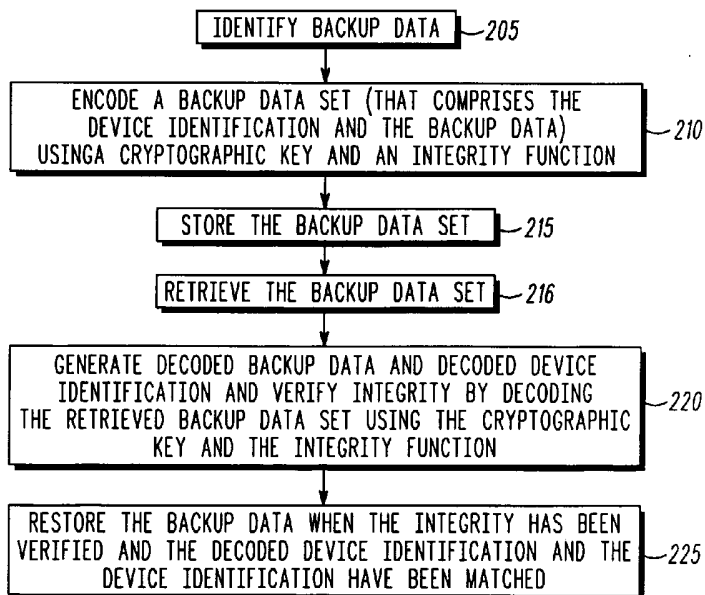 IDENTIFY BACKUP DATA 205
ENCODE A BACKUP DATA SET (THAT COMPRISES THE
DEVICE IDENTIFICATION AND THE BACKUP DATA)
USINGA CRYPTOGRAPHIC KEY AND AN INTEGRITY FUNCTION
210
STORE THE BACKUP DATA SET 215
RETRIEVE THE BACKUP DATA SET 216
GENERATE DECODED BACKUP DATA AND DECODED DEVICE
IDENTIFICATION AND VERIFY INTEGRITY BY DECODING
THE RETRIEVED BACKUP DATA SET USING THE CRYPTOGRAPHIC
KEY AND THE INTEGRITY FUNCTION
220
RESTORE THE BACKUP DATA WHEN THE INTEGRITY HAS BEEN
VERIFIED AND THE DECODED DEVICE IDENTIFICATION AND THE
DEVICE IDENTIFICATION HAVE BEEN MATCHED
225